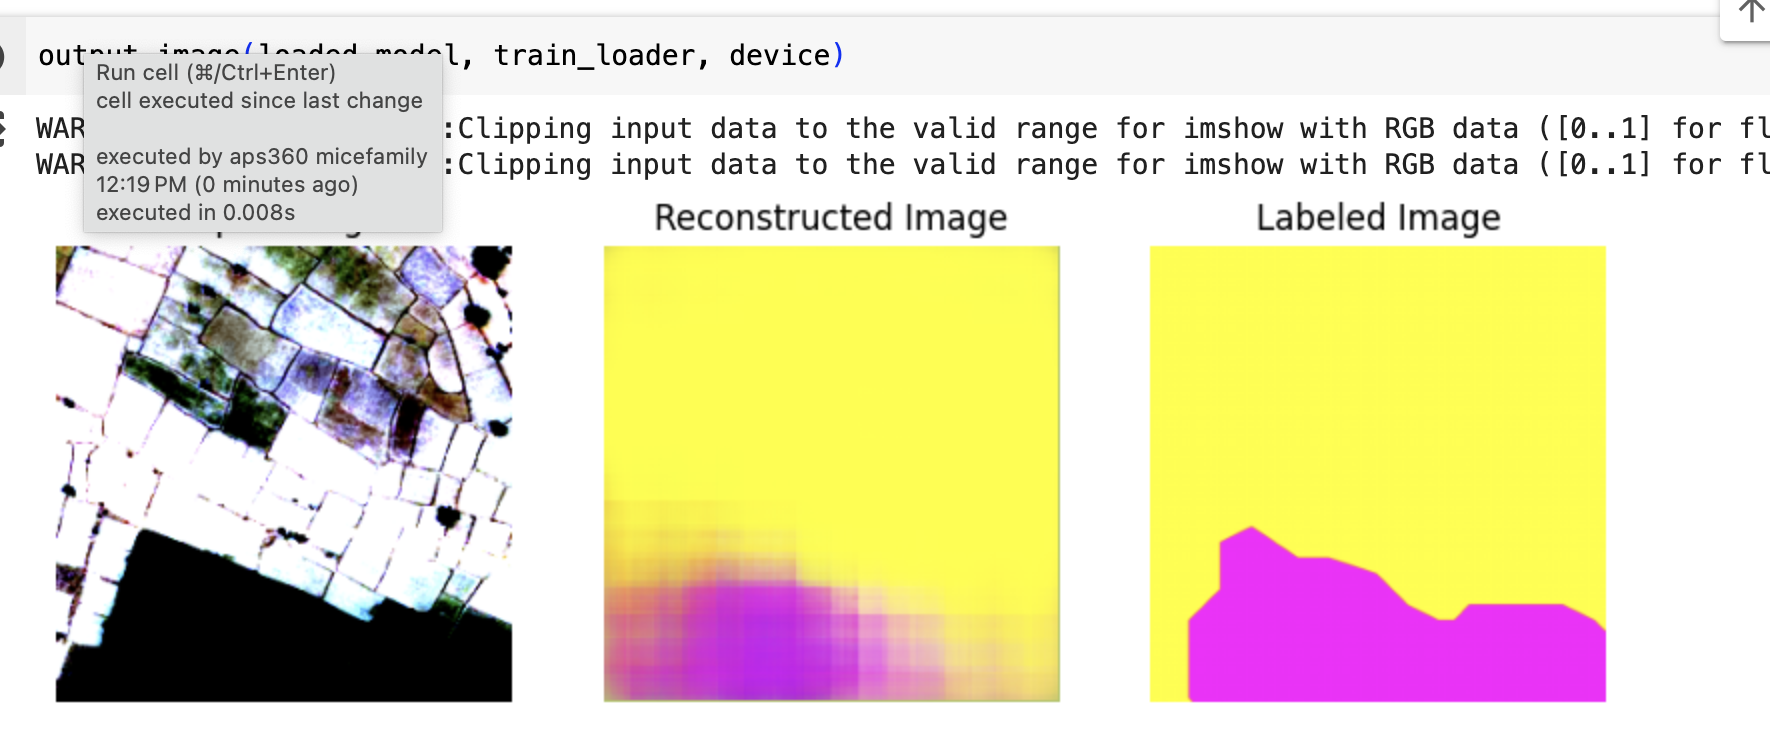 loaded_model, train_loader, device)
Run cell (⌘/Ctrl+Enter)
cell executed since last change
executed by aps360 micefamily
12:19 PM (0 minutes ago)
executed in 0.008s
WAR :Clipping input data to the valid range for imshow with RGB data ([0..1] for fl
WAR :Clipping input data to the valid range for imshow with RGB data ([0..1] for fl
Reconstructed Image
Labeled Image